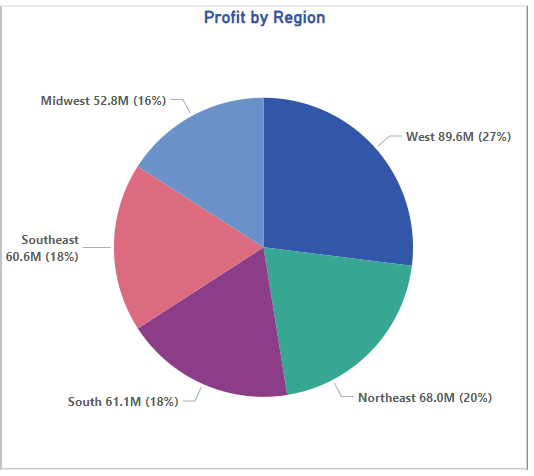 Profit by Region
Midwest 52.8M (16%)
West 89.6M (27%)
Southeast
60.6M (18%)
South 61.1M (18%)
Northeast 68.0M (20%)